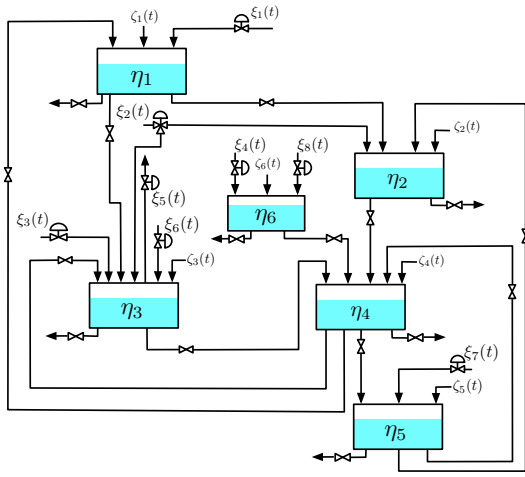 ζ₁(t)
ξ₁(t)
η₁
ξ₂(t)
ξ₄(t)
ξ₈(t)
ζ₂(t)
ζ₆(t)
η₂
ξ₅(t)
η₆
ξ₃(t)
ξ₆(t)
ζ₃(t)
ζ₄(t)
η₃
η₄
ξ₇(t)
ζ₅(t)
η₅